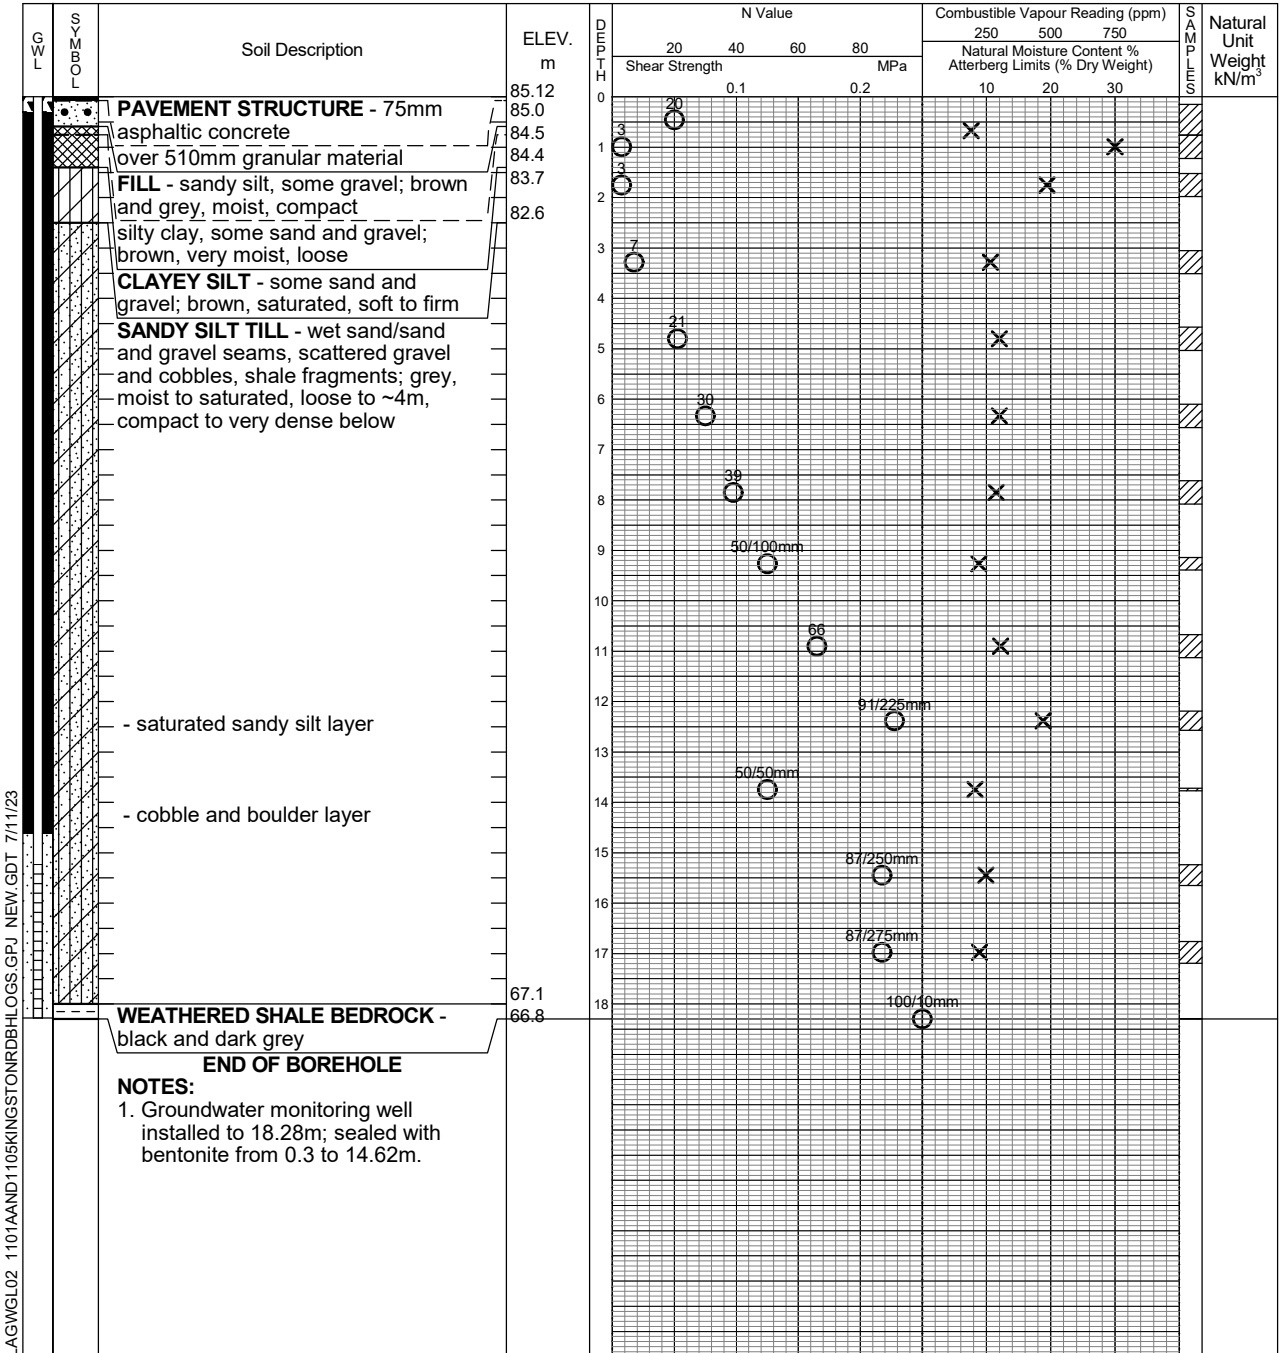 GWL
SYMBOL
Soil Description
ELEV.
m
DEPTH
N Value
20 40 60 80
Shear Strength MPa
0.1 0.2
Combustible Vapour Reading (ppm)
250 500 750
Natural Moisture Content %
Atterberg Limits (% Dry Weight)
10 20 30
SAMPLES
Natural
Unit
Weight
kN/m³
85.12
0
PAVEMENT STRUCTURE - 75mm
85.0
asphaltic concrete
84.5
over 510mm granular material
84.4
FILL - sandy silt, some gravel; brown
83.7
and grey, moist, compact
82.6
silty clay, some sand and gravel;
brown, very moist, loose
CLAYEY SILT - some sand and
gravel; brown, saturated, soft to firm
SANDY SILT TILL - wet sand/sand
and gravel seams, scattered gravel
and cobbles, shale fragments; grey,
moist to saturated, loose to ~4m,
compact to very dense below
- saturated sandy silt layer
- cobble and boulder layer
67.1
WEATHERED SHALE BEDROCK -
66.8
black and dark grey
END OF BOREHOLE
NOTES:
1. Groundwater monitoring well
installed to 18.28m; sealed with
bentonite from 0.3 to 14.62m.
1
2
3
4
5
6
7
8
9
10
11
12
13
14
15
16
17
18
20
3
3
7
21
30
39
50/100mm
66
91/225mm
50/50mm
87/250mm
87/275mm
100/10mm
LAGWGL02 1101AAND1105KINGSTONRDBHLOGS.GPJ NEW.GDT 7/11/23